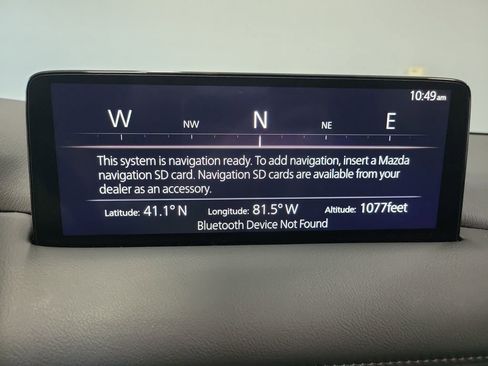 10:49am
W NW N NE E
This system is navigation ready. To add navigation, insert a Mazda
navigation SD card. Navigation SD cards are available from your
dealer as an accessory.
Latitude: 41.1° N Longitude: 81.5° W Altitude: 1077feet
Bluetooth Device Not Found